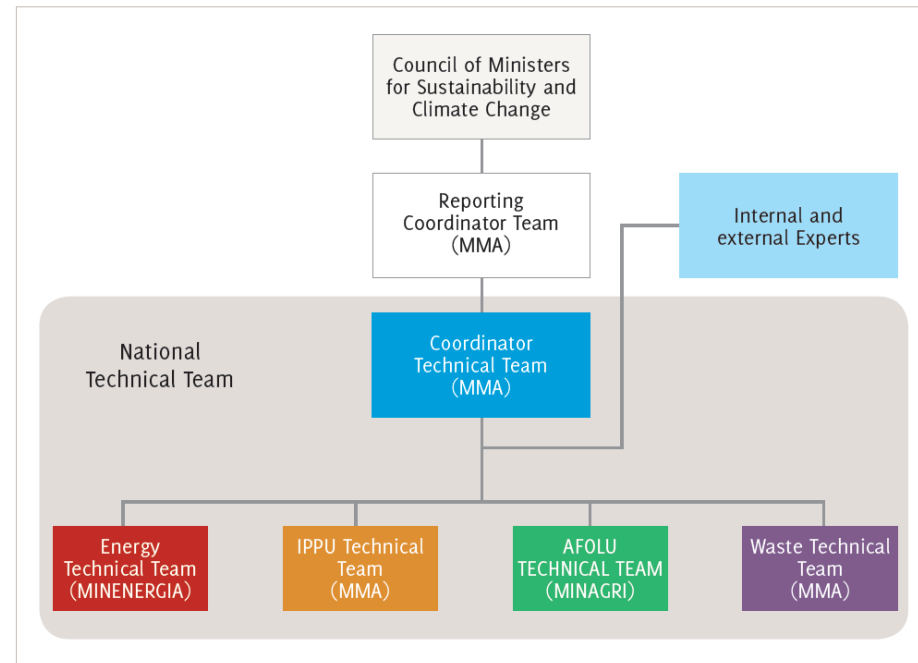 Council of Ministers
for Sustainability and
Climate Change
Reporting
Coordinator Team
(MMA)
Internal and
external Experts
National
Technical Team
Coordinator
Technical Team
(MMA)
Energy
Technical Team
(MINENERGIA)
IPPU Technical
Team
(MMA)
AFOLU
TECHNICAL TEAM
(MINAGRI)
Waste Technical
Team
(MMA)